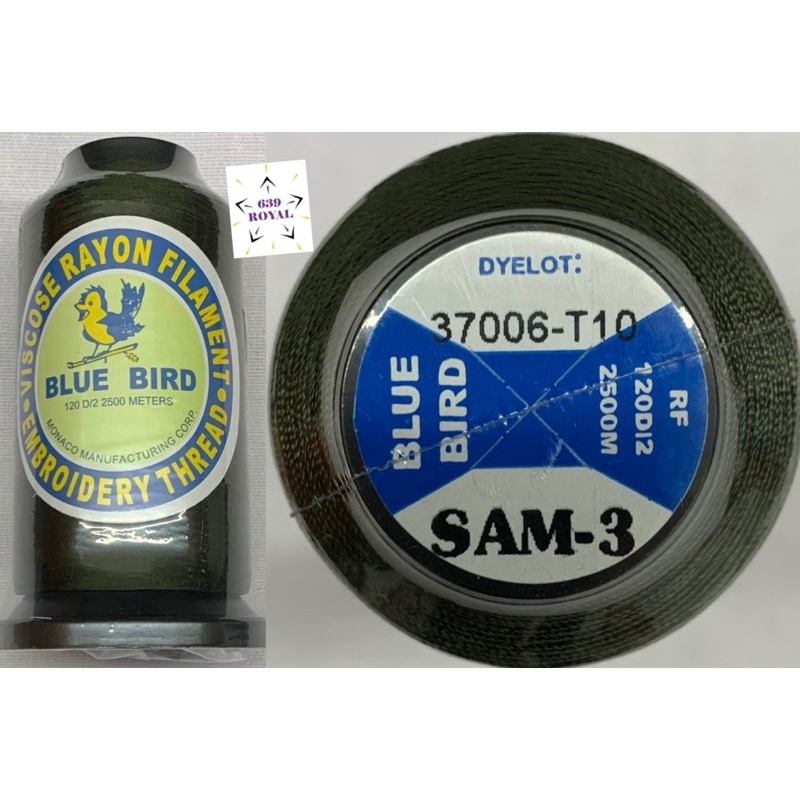 VISCOSE RAYON FILAMENT
BLUE BIRD
120 D/2 2500 METERS
MONACO MANUFACTURING CORP.
EMBROIDERY THREAD
639
ROYAL
DYELOT:
37006-T10
BLUE
BIRD
RF
120D/2
2500M
SAM-3